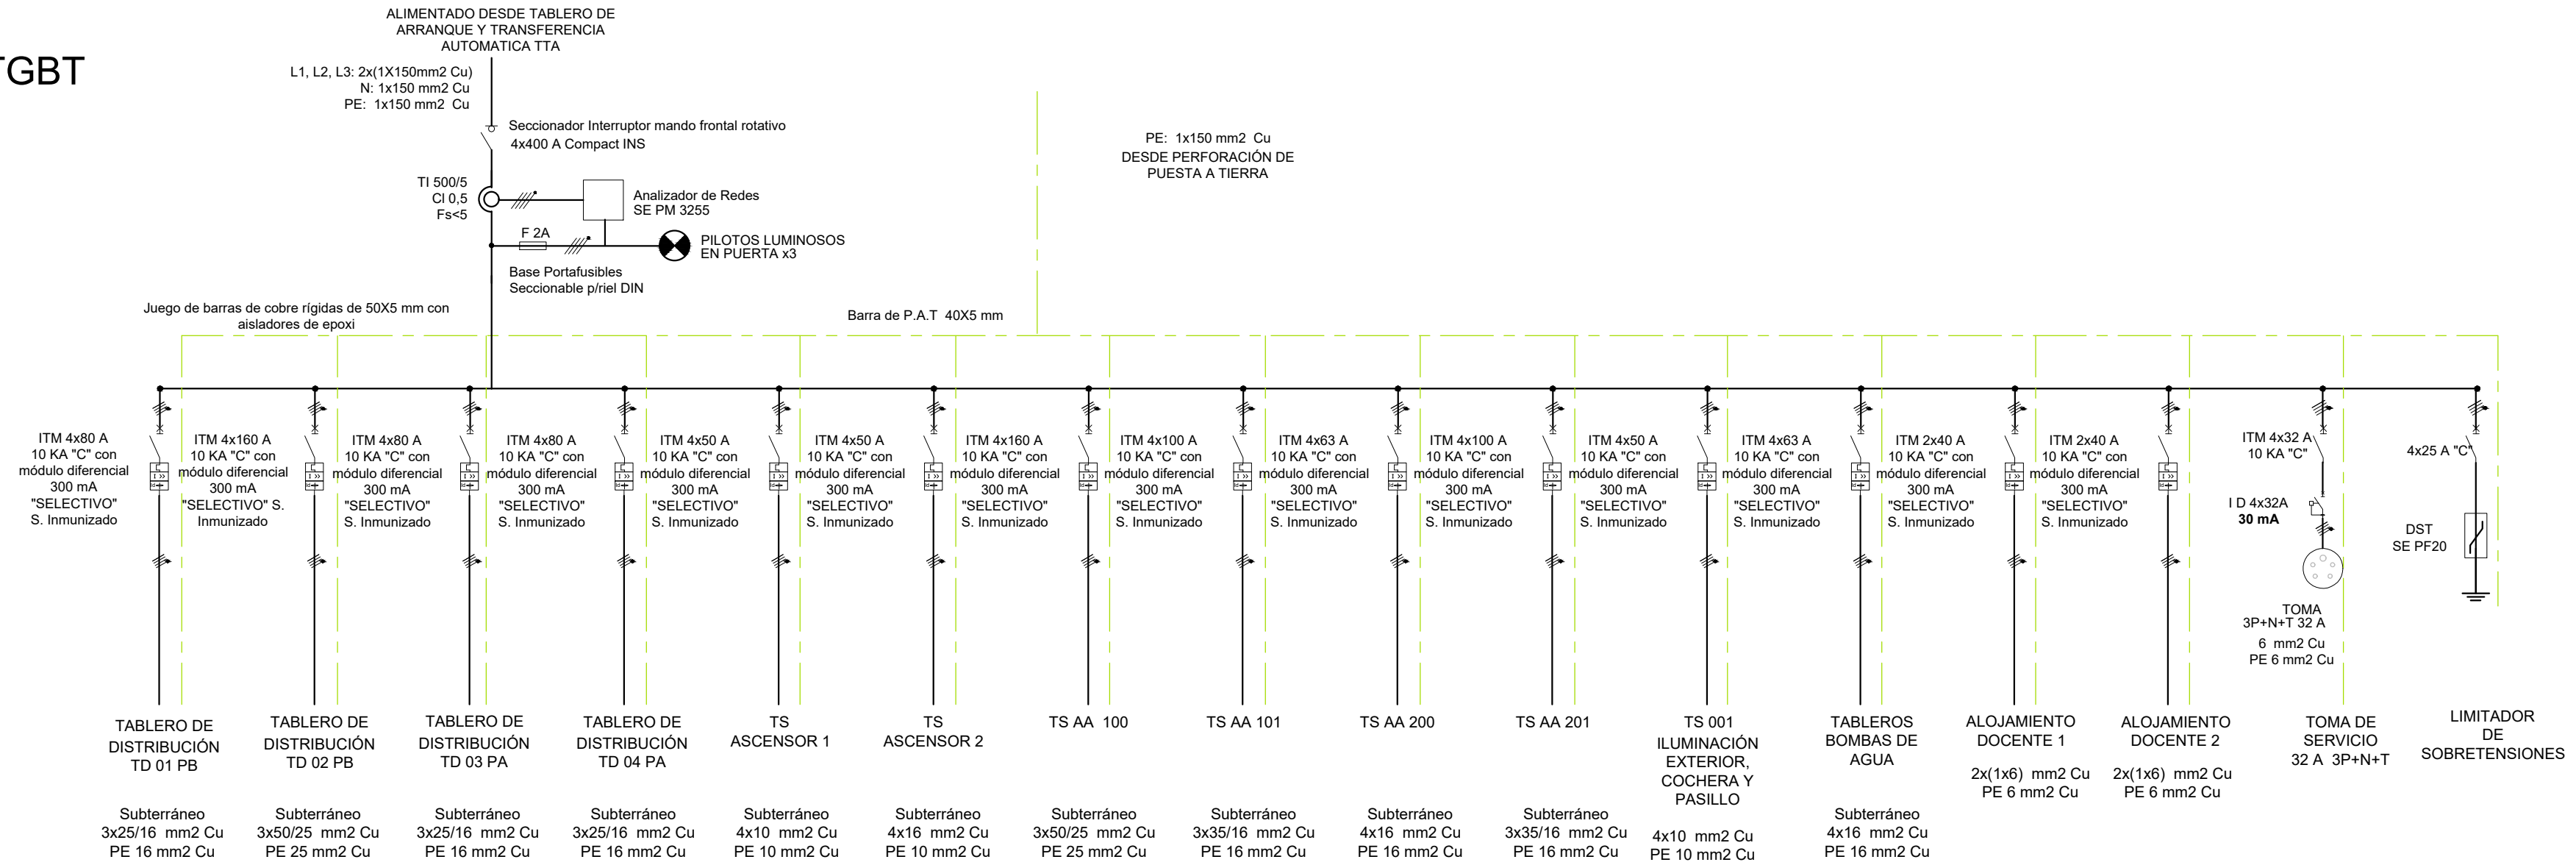 TGBT
ALIMENTADO DESDE TABLERO DE
ARRANQUE Y TRANSFERENCIA
AUTOMATICA TTA
L1, L2, L3: 2x(1X150mm2 Cu)
N: 1x150 mm2 Cu
PE: 1x150 mm2 Cu
Seccionador Interruptor mando frontal rotativo
4x400 A Compact INS
TI 500/5
Cl 0,5
Fs<5
Analizador de Redes
SE PM 3255
F 2A
PILOTOS LUMINOSOS
EN PUERTA x3
Base Portafusibles
Seccionable p/riel DIN
PE: 1x150 mm2 Cu
DESDE PERFORACIÓN DE
PUESTA A TIERRA
Juego de barras de cobre rígidas de 50X5 mm con
aisladores de epoxi
Barra de P.A.T 40X5 mm
ITM 4x80 A
10 KA "C" con
módulo diferencial
300 mA
"SELECTIVO"
S. Inmunizado
ITM 4x160 A
10 KA "C" con
módulo diferencial
300 mA
"SELECTIVO" S.
Inmunizado
ITM 4x80 A
10 KA "C" con
módulo diferencial
300 mA
"SELECTIVO"
S. Inmunizado
ITM 4x80 A
10 KA "C" con
módulo diferencial
300 mA
"SELECTIVO"
S. Inmunizado
ITM 4x50 A
10 KA "C" con
módulo diferencial
300 mA
"SELECTIVO"
S. Inmunizado
ITM 4x50 A
10 KA "C" con
módulo diferencial
300 mA
"SELECTIVO"
S. Inmunizado
ITM 4x160 A
10 KA "C" con
módulo diferencial
300 mA
"SELECTIVO"
S. Inmunizado
ITM 4x100 A
10 KA "C" con
módulo diferencial
300 mA
"SELECTIVO"
S. Inmunizado
ITM 4x63 A
10 KA "C" con
módulo diferencial
300 mA
"SELECTIVO"
S. Inmunizado
ITM 4x100 A
10 KA "C" con
módulo diferencial
300 mA
"SELECTIVO"
S. Inmunizado
ITM 4x50 A
10 KA "C" con
módulo diferencial
300 mA
"SELECTIVO"
S. Inmunizado
ITM 4x63 A
10 KA "C" con
módulo diferencial
300 mA
"SELECTIVO"
S. Inmunizado
ITM 2x40 A
10 KA "C" con
módulo diferencial
300 mA
"SELECTIVO"
S. Inmunizado
ITM 2x40 A
10 KA "C" con
módulo diferencial
300 mA
"SELECTIVO"
S. Inmunizado
ITM 4x32 A
10 KA "C"
I D 4x32A
30 mA
TOMA
3P+N+T 32 A
6 mm2 Cu
PE 6 mm2 Cu
4x25 A "C"
DST
SE PF20
TABLERO DE
DISTRIBUCIÓN
TD 01 PB
Subterráneo
3x25/16 mm2 Cu
PE 16 mm2 Cu
TABLERO DE
DISTRIBUCIÓN
TD 02 PB
Subterráneo
3x50/25 mm2 Cu
PE 25 mm2 Cu
TABLERO DE
DISTRIBUCIÓN
TD 03 PA
Subterráneo
3x25/16 mm2 Cu
PE 16 mm2 Cu
TABLERO DE
DISTRIBUCIÓN
TD 04 PA
Subterráneo
3x25/16 mm2 Cu
PE 16 mm2 Cu
TS
ASCENSOR 1
Subterráneo
4x10 mm2 Cu
PE 10 mm2 Cu
TS
ASCENSOR 2
Subterráneo
4x16 mm2 Cu
PE 10 mm2 Cu
TS AA 100
Subterráneo
3x50/25 mm2 Cu
PE 25 mm2 Cu
TS AA 101
Subterráneo
3x35/16 mm2 Cu
PE 16 mm2 Cu
TS AA 200
Subterráneo
4x16 mm2 Cu
PE 16 mm2 Cu
TS AA 201
Subterráneo
3x35/16 mm2 Cu
PE 16 mm2 Cu
TS 001
ILUMINACIÓN
EXTERIOR,
COCHERA Y
PASILLO
4x10 mm2 Cu
PE 10 mm2 Cu
TABLEROS
BOMBAS DE
AGUA
Subterráneo
4x16 mm2 Cu
PE 16 mm2 Cu
ALOJAMIENTO
DOCENTE 1
2x(1x6) mm2 Cu
PE 6 mm2 Cu
ALOJAMIENTO
DOCENTE 2
2x(1x6) mm2 Cu
PE 6 mm2 Cu
TOMA DE
SERVICIO
32 A 3P+N+T
LIMITADOR
DE
SOBRETENSIONES